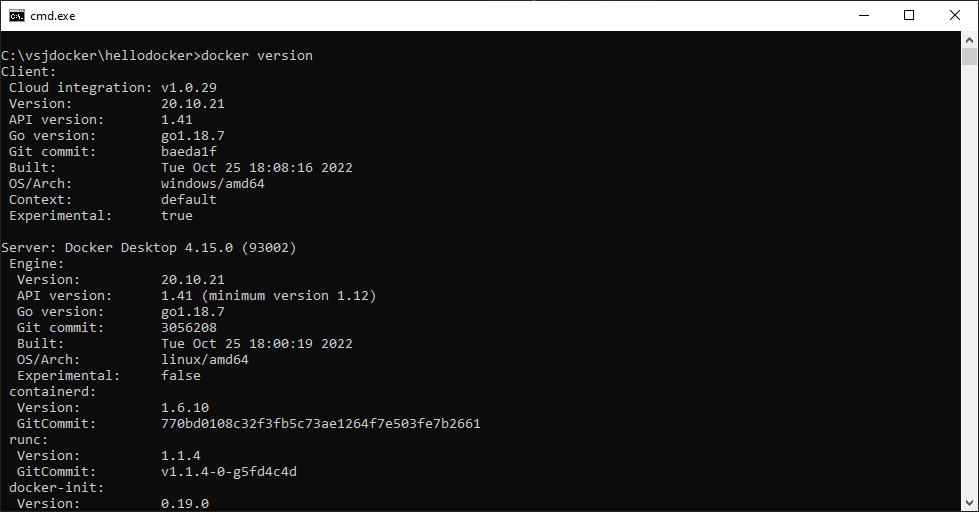 cmd.exe
C:\vsjdocker\hellodocker>docker version
Client:
 Cloud integration: v1.0.29
 Version:           20.10.21
 API version:       1.41
 Go version:        go1.18.7
 Git commit:        baeda1f
 Built:             Tue Oct 25 18:08:16 2022
 OS/Arch:           windows/amd64
 Context:           default
 Experimental:      true

Server: Docker Desktop 4.15.0 (93002)
 Engine:
  Version:          20.10.21
  API version:      1.41 (minimum version 1.12)
  Go version:       go1.18.7
  Git commit:       3056208
  Built:            Tue Oct 25 18:00:19 2022
  OS/Arch:          linux/amd64
  Experimental:     false
 containerd:
  Version:          1.6.10
  GitCommit:        770bd0108c32f3fb5c73ae1264f7e503fe7b2661
 runc:
  Version:          1.1.4
  GitCommit:        v1.1.4-0-g5fd4c4d
 docker-init:
  Version:          0.19.0